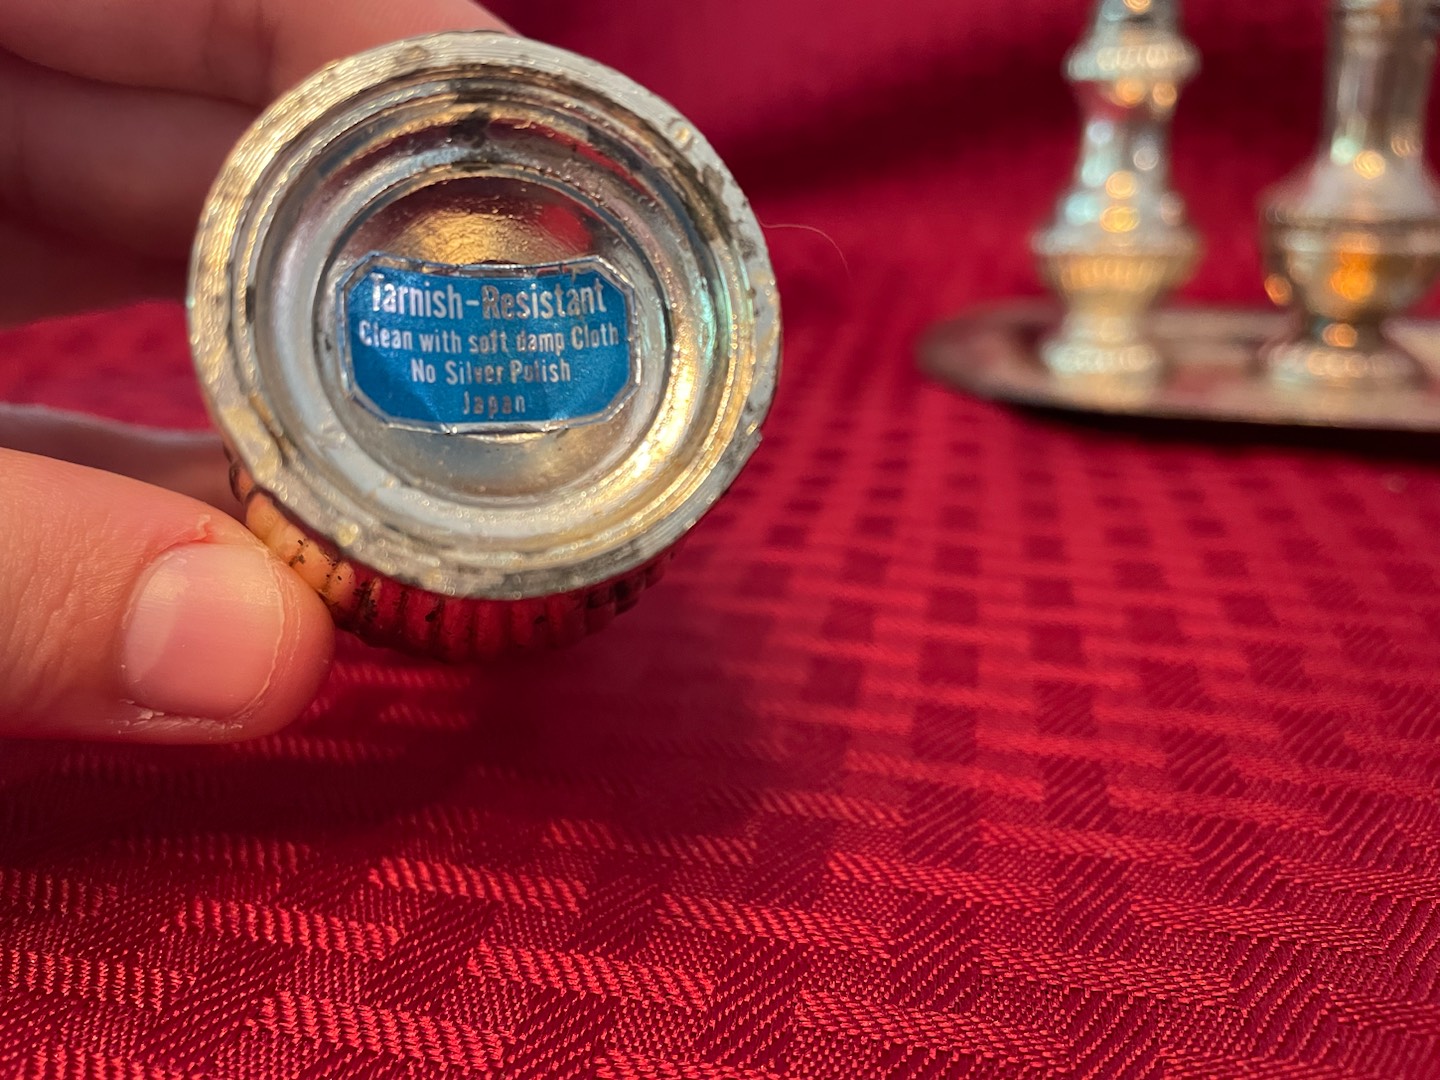 Tarnish-Resistant
Clean with soft damp Cloth
No Silver Polish
Japan